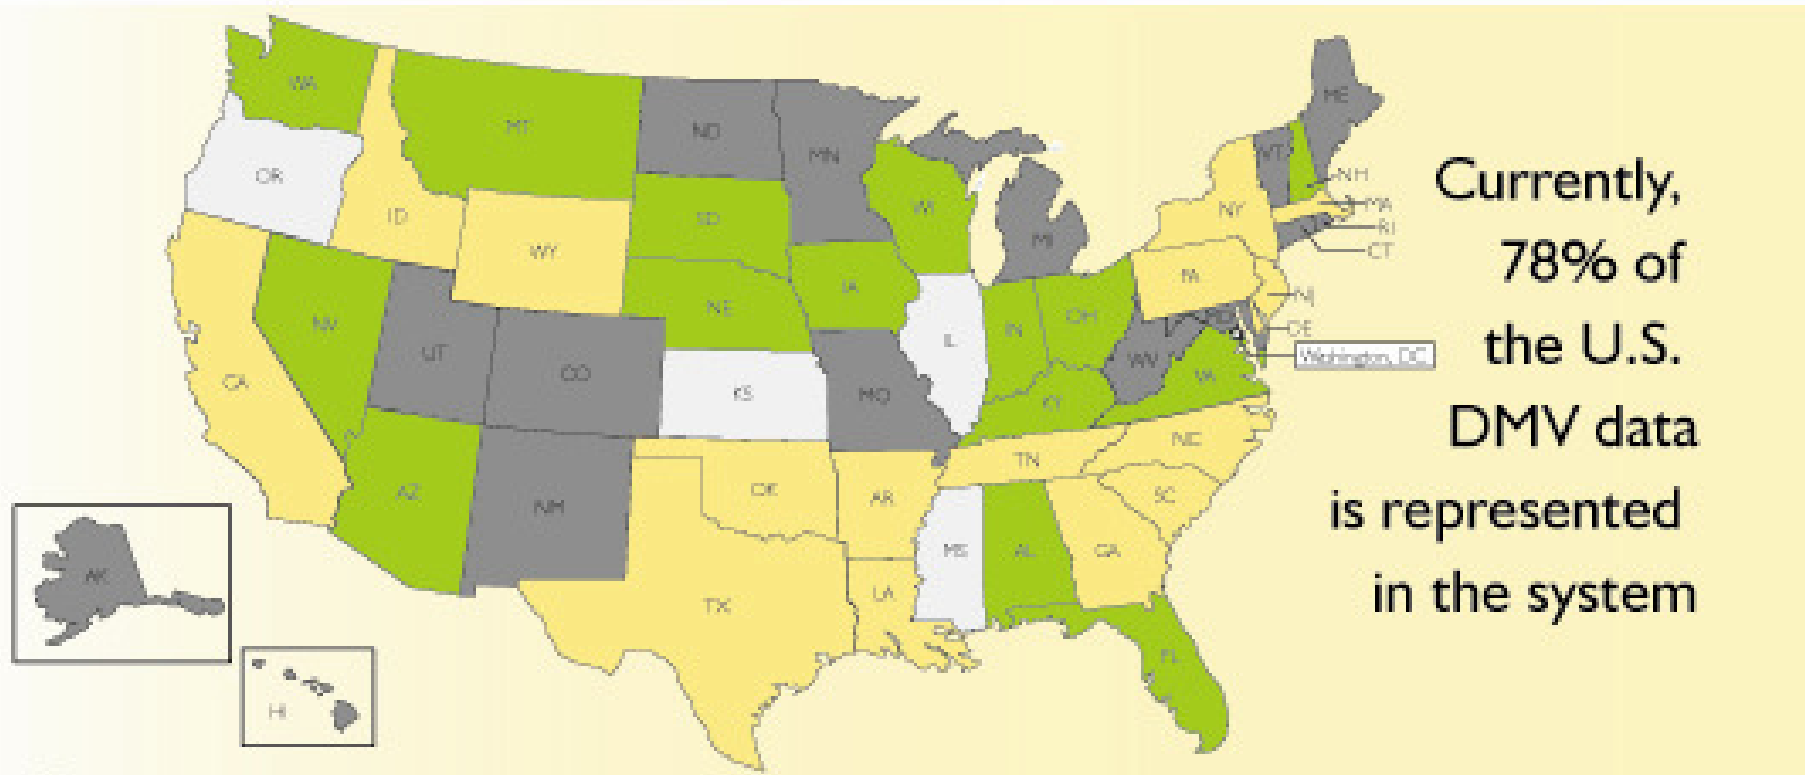 WA
MT
ND
MN
ME
VT
NH
OR
ID
SD
WI
NY
MA
RI
CT
WY
MI
PA
IA
NE
NJ
NV
UT
CO
IN
OH
MD
DE
IL
WV
VA
Washington, DC
CA
KS
MO
KY
NC
TN
AZ
NM
OK
AR
SC
MS
AL
GA
AK
TX
LA
FL
HI
Currently,
78% of
the U.S.
DMV data
is represented
in the system